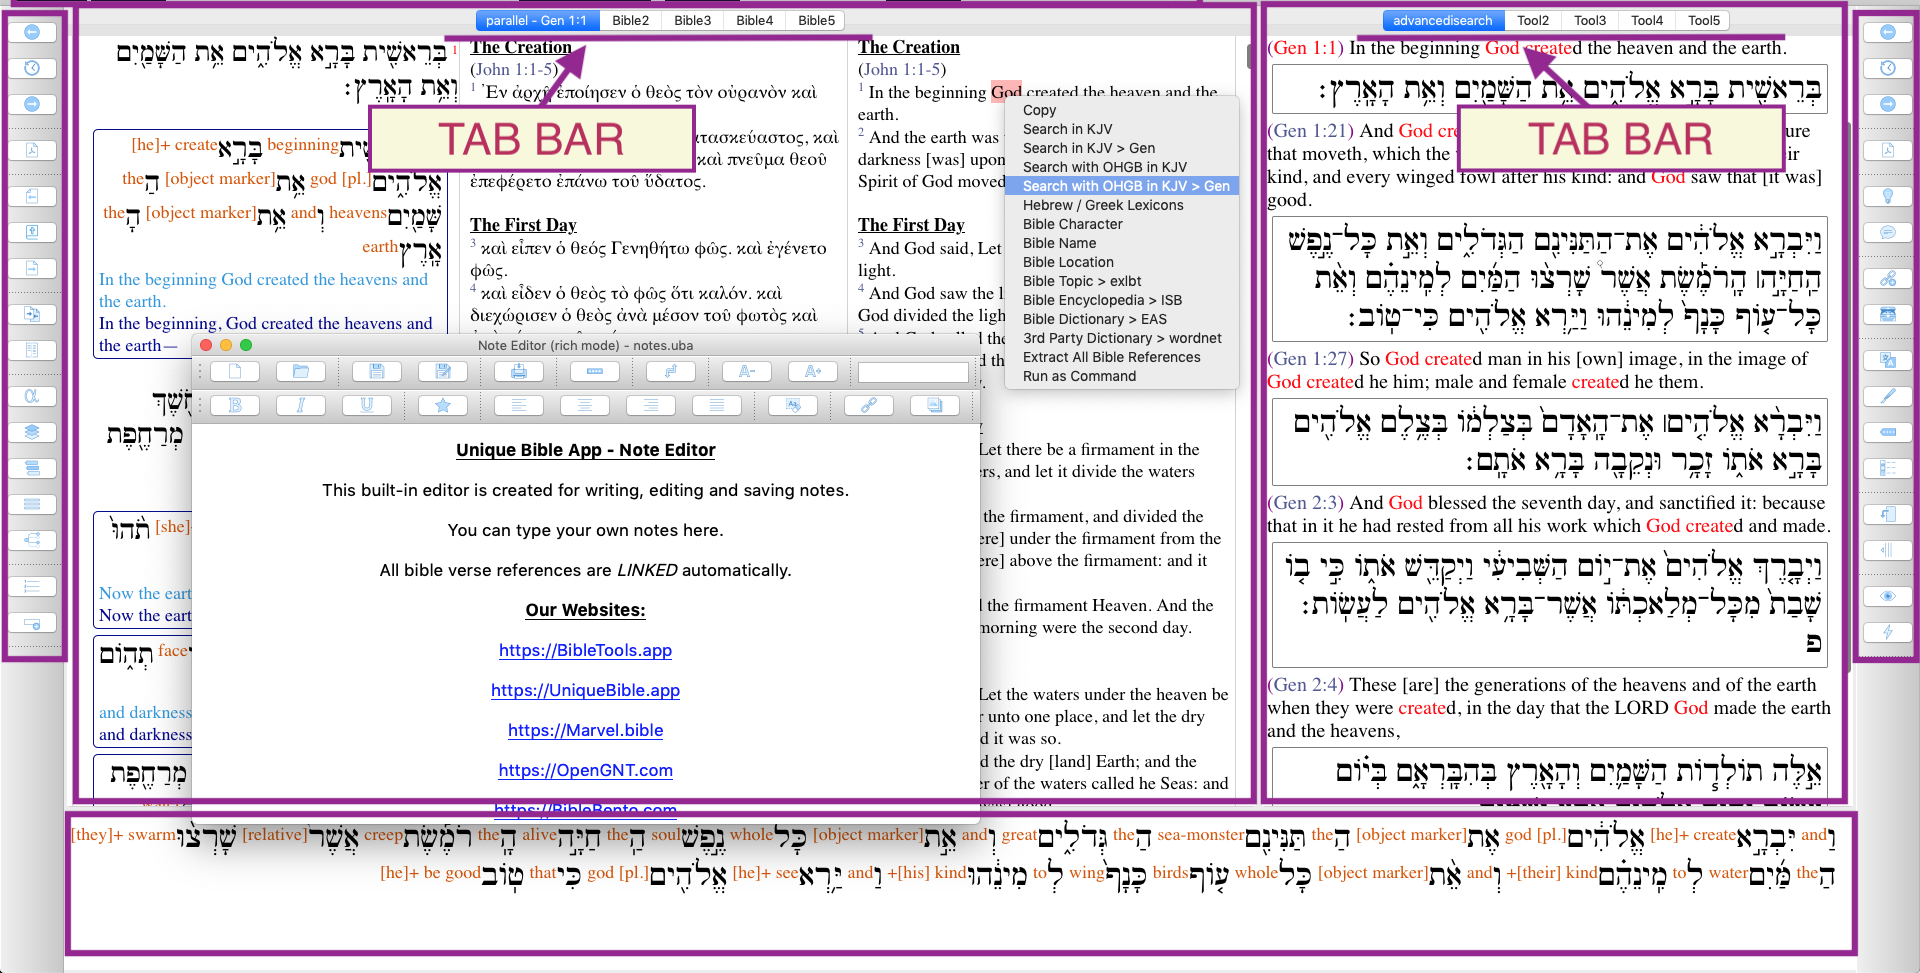 parallel - Gen 1:1
Bible2
Bible3
Bible4
Bible5
1 בְּרֵאשִׁ֖ית בָּרָ֣א אֱלֹהִ֑ים אֵ֥ת הַשָּׁמַ֖יִם
וְאֵ֥ת הָאָֽרֶץ׃
[he]+ create בָּרָ֣א beginning
אֱלֹהִ֑ים god [pl.] אֵ֥ת [object marker] הַ the
שָּׁמַ֖יִם heavens וְ and אֵ֥ת [object marker] הָ the
אָֽרֶץ earth
In the beginning God created the heavens and
the earth.
In the beginning, God created the heavens and
the earth—
מְרַחֶ֖פֶת
תֹ֙הוּ֙ [she]
Now the eart
Now the eart
תְה֑וֹם face
and darkness
and darkness
מְרַחֶ֖פֶת
The Creation
(John 1:1-5)
1 Ἐν ἀρχῇ ἐποίησεν ὁ θεὸς τὸν οὐρανὸν καὶ
τασκεύαστος, καὶ
καὶ πνεῦμα θεοῦ
ἐπεφέρετο ἐπάνω τοῦ ὕδατος.
The First Day
3 καὶ εἶπεν ὁ θεός Γενηθήτω φῶς. καὶ ἐγένετο
φῶς.
4 καὶ εἶδεν ὁ θεὸς τὸ φῶς ὅτι καλόν. καὶ
διεχώρισεν ὁ θεὸς ἀνὰ μέσον τοῦ φωτὸς καὶ
TAB BAR
The Creation
(John 1:1-5)
1 In the beginning God created the heaven and the
earth.
2 And the earth was
darkness [was] upon
Spirit of God moved
The First Day
3 And God said, Let
light.
4 And God saw the l
God divided the ligh
Let there be a firmament in the
rs, and let it divide the waters
the firmament, and divided the
ere] under the firmament from the
ere] above the firmament: and it
l the firmament Heaven. And the
morning were the second day.
Let the waters under the heaven be
r unto one place, and let the dry
d it was so.
d the dry [land] Earth; and the
er of the waters called he Seas: and
Copy
Search in KJV
Search in KJV > Gen
Search with OHGB in KJV
Search with OHGB in KJV > Gen
Hebrew / Greek Lexicons
Bible Character
Bible Name
Bible Location
Bible Topic > exlbt
Bible Encyclopedia > ISB
Bible Dictionary > EAS
3rd Party Dictionary > wordnet
Extract All Bible References
Run as Command
Note Editor (rich mode) - notes.uba
B
I
U
A-
A+
Unique Bible App - Note Editor
This built-in editor is created for writing, editing and saving notes.
You can type your own notes here.
All bible verse references are LINKED automatically.
Our Websites:
https://BibleTools.app
https://UniqueBible.app
https://Marvel.bible
https://OpenGNT.com
https://BibleBento.com
advancedisearch
Tool2
Tool3
Tool4
Tool5
(Gen 1:1) In the beginning God created the heaven and the earth.
בְּרֵאשִׁ֖ית בָּרָ֣א אֱלֹהִ֑ים אֵ֥ת הַשָּׁמַ֖יִם וְאֵ֥ת הָאָֽרֶץ׃
TAB BAR
(Gen 1:21) And God cre ure
that moveth, which the eir
kind, and every winged fowl after his kind: and God saw that [it was]
good.
וַיִּבְרָ֣א אֱלֹהִ֔ים אֶת־הַתַּנִּינִ֖ם הַגְּדֹלִ֑ים וְאֵ֣ת כָּל־נֶ֣פֶשׁ
הַֽחַיָּ֣ה׀ הָֽרֹמֶ֡שֶׂת אֲשֶׁר֩ שָׁרְצ֨וּ הַמַּ֜יִם לְמִֽינֵהֶ֗ם וְאֵ֨ת
כָּל־ע֤וֹף כָּנָף֙ לְמִינֵ֔הוּ וַיַּ֥רְא אֱלֹהִ֖ים כִּי־טֽוֹב׃
(Gen 1:27) So God created man in his [own] image, in the image of
God created he him; male and female created he them.
וַיִּבְרָ֨א אֱלֹהִ֤ים׀ אֶת־הָֽאָדָם֙ בְּצַלְמ֔וֹ בְּצֶ֥לֶם אֱלֹהִ֖ים
בָּרָ֣א אֹת֑וֹ זָכָ֥ר וּנְקֵבָ֖ה בָּרָ֥א אֹתָֽם׃
(Gen 2:3) And God blessed the seventh day, and sanctified it: because
that in it he had rested from all his work which God created and made.
וַיְבָ֤רֶךְ אֱלֹהִים֙ אֶת־י֣וֹם הַשְּׁבִיעִ֔י וַיְקַדֵּ֖שׁ אֹת֑וֹ כִּ֣י ב֤וֹ
שָׁבַת֙ מִכָּל־מְלַאכְתּ֔וֹ אֲשֶׁר־בָּרָ֥א אֱלֹהִ֖ים לַעֲשֽׂוֹת׃
פ
(Gen 2:4) These [are] the generations of the heavens and of the earth
when they were created, in the day that the LORD God made the earth
and the heavens,
אֵ֣לֶּה תוֹלְד֧וֹת הַשָּׁמַ֛יִם וְהָאָ֖רֶץ בְּהִבָּֽרְאָ֑ם בְּי֗וֹם
וַ and יִּבְרָ֣א [he]+ create אֱלֹהִ֔ים god [pl.] אֶת [object marker] הַ the תַּנִּינִ֖ם sea-monster הַ the גְּדֹלִ֑ים great וְ and אֵ֣ת [object marker] כָּל whole נֶ֣פֶשׁ soul הַֽ the חַיָּ֣ה alive הָֽ the רֹמֶ֡שֶׂת creep אֲשֶׁר֩ [relative] שָׁרְצ֨וּ [they]+ swarm
הַ the מַּ֜יִם water לְ to מִֽינֵהֶ֗ם +[their] kind וְ and אֵ֨ת [object marker] כָּל whole ע֤וֹף birds כָּנָף֙ wing לְ to מִינֵ֔הוּ +[his] kind וַ and יַּ֥רְא [he]+ see אֱלֹהִ֖ים god [pl.] כִּי that טֽוֹב [he]+ be good